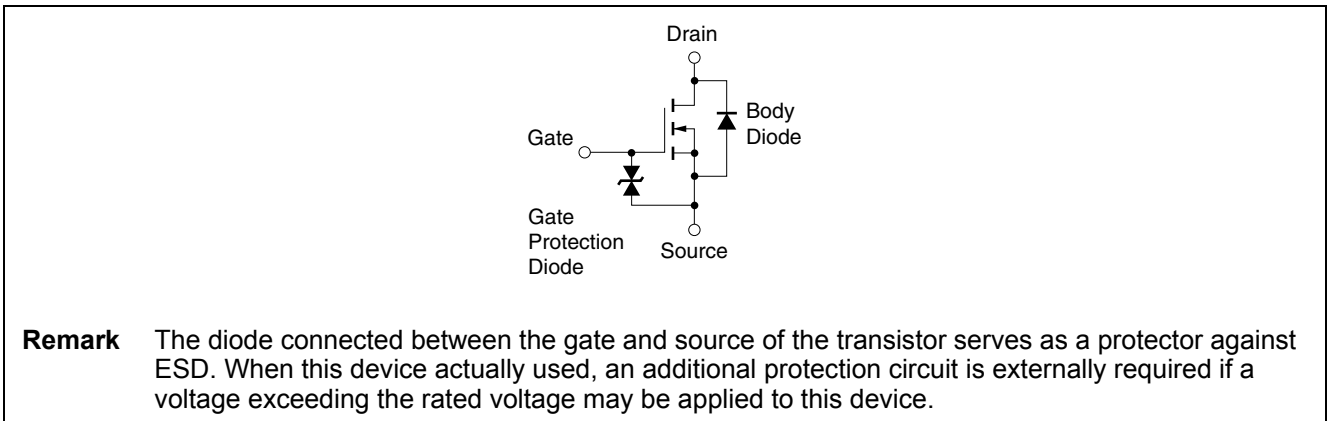 Drain
Body
Diode
Gate
Gate
Protection
Diode
Source
Remark The diode connected between the gate and source of the transistor serves as a protector against
ESD. When this device actually used, an additional protection circuit is externally required if a
voltage exceeding the rated voltage may be applied to this device.